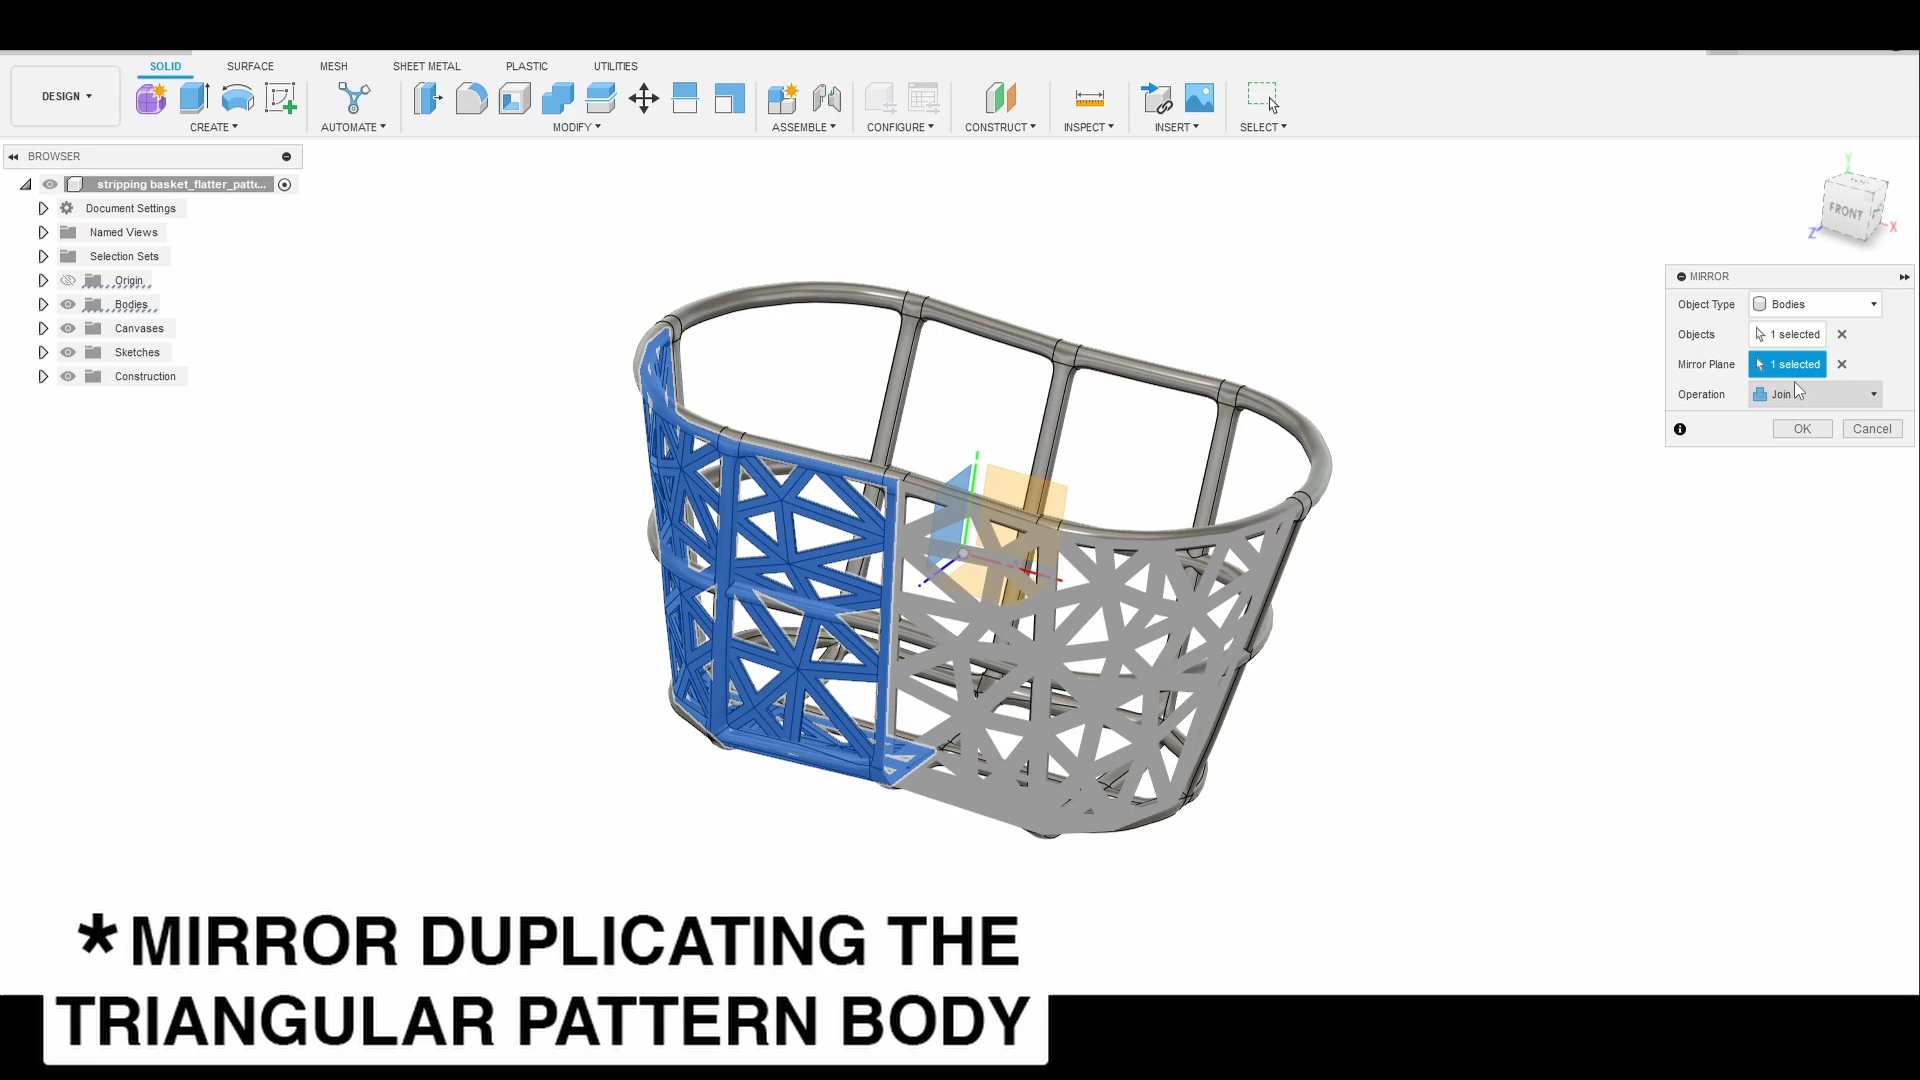 SOLID SURFACE MESH SHEET METAL PLASTIC UTILITIES
DESIGN
CREATE AUTOMATE MODIFY ASSEMBLE CONFIGURE CONSTRUCT INSPECT INSERT SELECT
BROWSER
stripping basket_flatter_patte...
Document Settings
Named Views
Selection Sets
Origin
Bodies
Canvases
Sketches
Construction
Y
FRONT
Z
X
MIRROR
Object Type Bodies
Objects 1 selected
Mirror Plane 1 selected
Operation Join
OK Cancel
*MIRROR DUPLICATING THE
TRIANGULAR PATTERN BODY